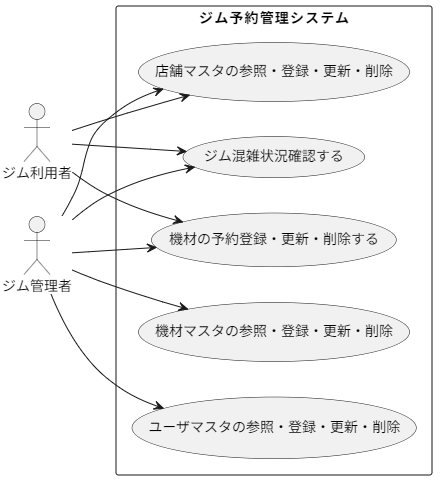 ジム予約管理システム
店舗マスタの参照・登録・更新・削除
ジム混雑状況確認する
ジム利用者
機材の予約登録・更新・削除する
ジム管理者
機材マスタの参照・登録・更新・削除
ユーザマスタの参照・登録・更新・削除